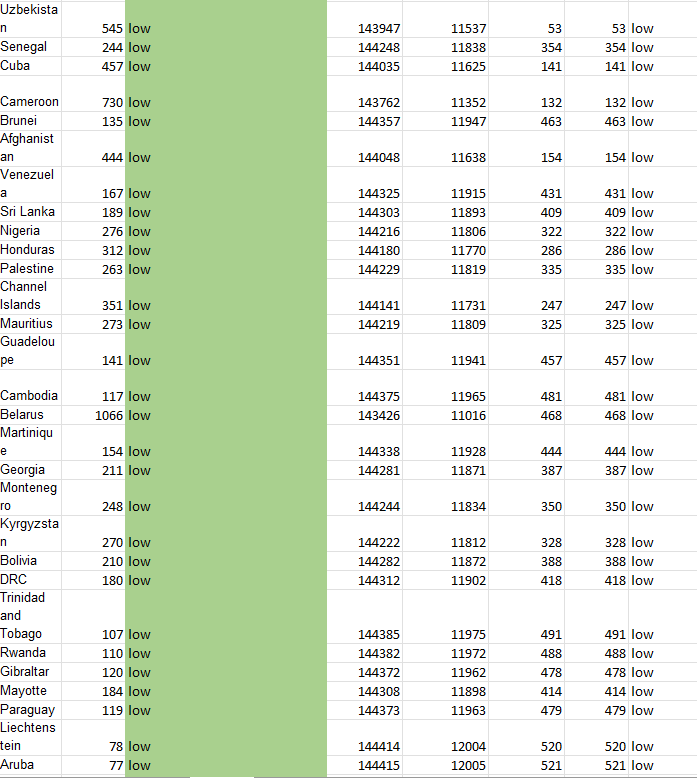 Uzbekista
n 545 low 143947 11537 53 53 low
Senegal 244 low 144248 11838 354 354 low
Cuba 457 low 144035 11625 141 141 low
Cameroon 730 low 143762 11352 132 132 low
Brunei 135 low 144357 11947 463 463 low
Afghanist
an 444 low 144048 11638 154 154 low
Venezuel
a 167 low 144325 11915 431 431 low
Sri Lanka 189 low 144303 11893 409 409 low
Nigeria 276 low 144216 11806 322 322 low
Honduras 312 low 144180 11770 286 286 low
Palestine 263 low 144229 11819 335 335 low
Channel
Islands 351 low 144141 11731 247 247 low
Mauritius 273 low 144219 11809 325 325 low
Guadelou
pe 141 low 144351 11941 457 457 low
Cambodia 117 low 144375 11965 481 481 low
Belarus 1066 low 143426 11016 468 468 low
Martiniqu
e 154 low 144338 11928 444 444 low
Georgia 211 low 144281 11871 387 387 low
Monteneg
ro 248 low 144244 11834 350 350 low
Kyrgyzsta
n 270 low 144222 11812 328 328 low
Bolivia 210 low 144282 11872 388 388 low
DRC 180 low 144312 11902 418 418 low
Trinidad
and
Tobago 107 low 144385 11975 491 491 low
Rwanda 110 low 144382 11972 488 488 low
Gibraltar 120 low 144372 11962 478 478 low
Mayotte 184 low 144308 11898 414 414 low
Paraguay 119 low 144373 11963 479 479 low
Liechtens
tein 78 low 144414 12004 520 520 low
Aruba 77 low 144415 12005 521 521 low